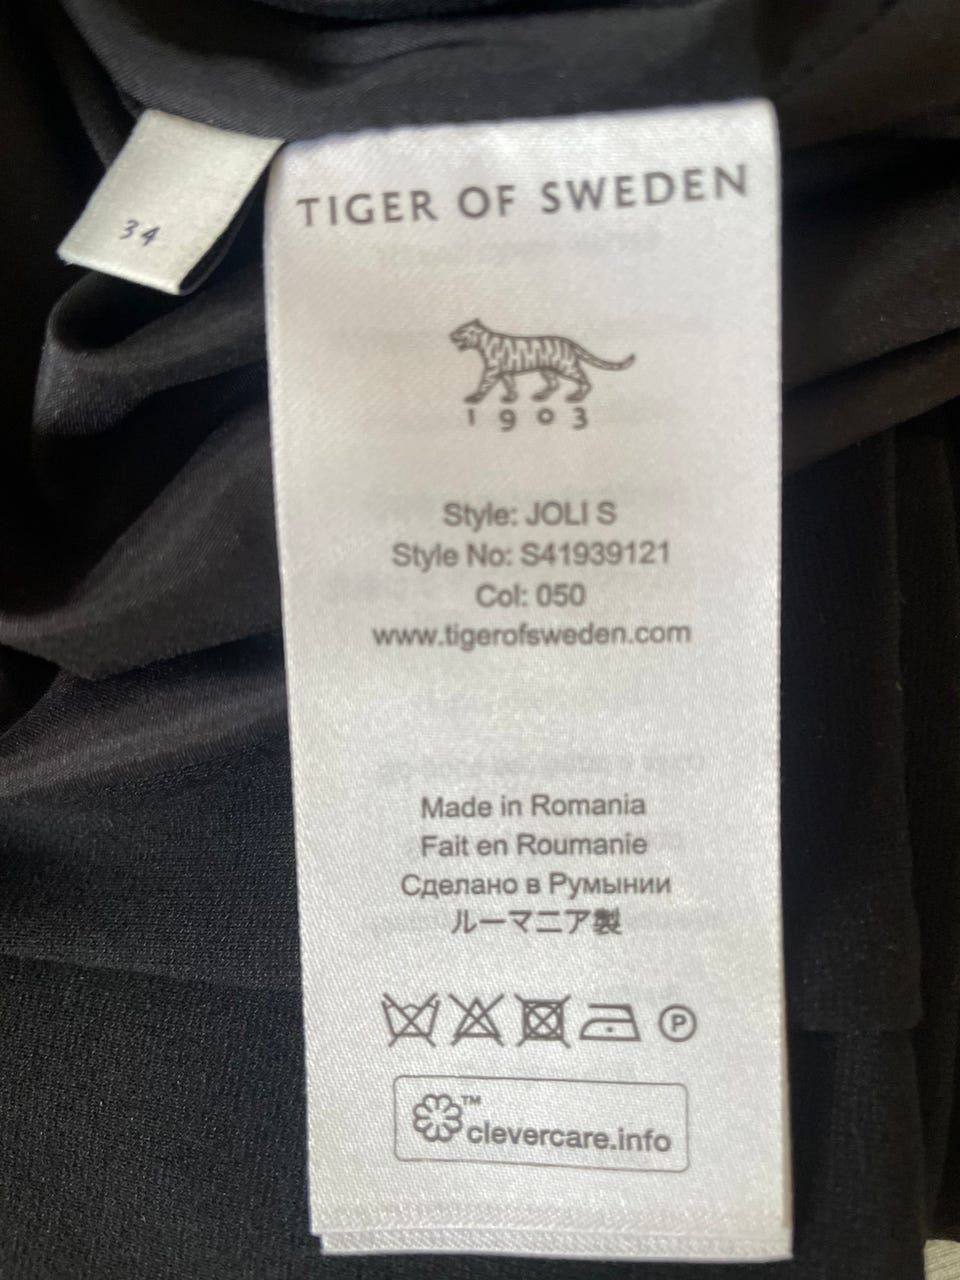 34
TIGER OF SWEDEN
1903
Style: JOLI S
Style No: S41939121
Col: 050
www.tigerofsweden.com
Made in Romania
Fait en Roumanie
Сделано в Румынии
ルーマニア製
P
™
clevercare.info